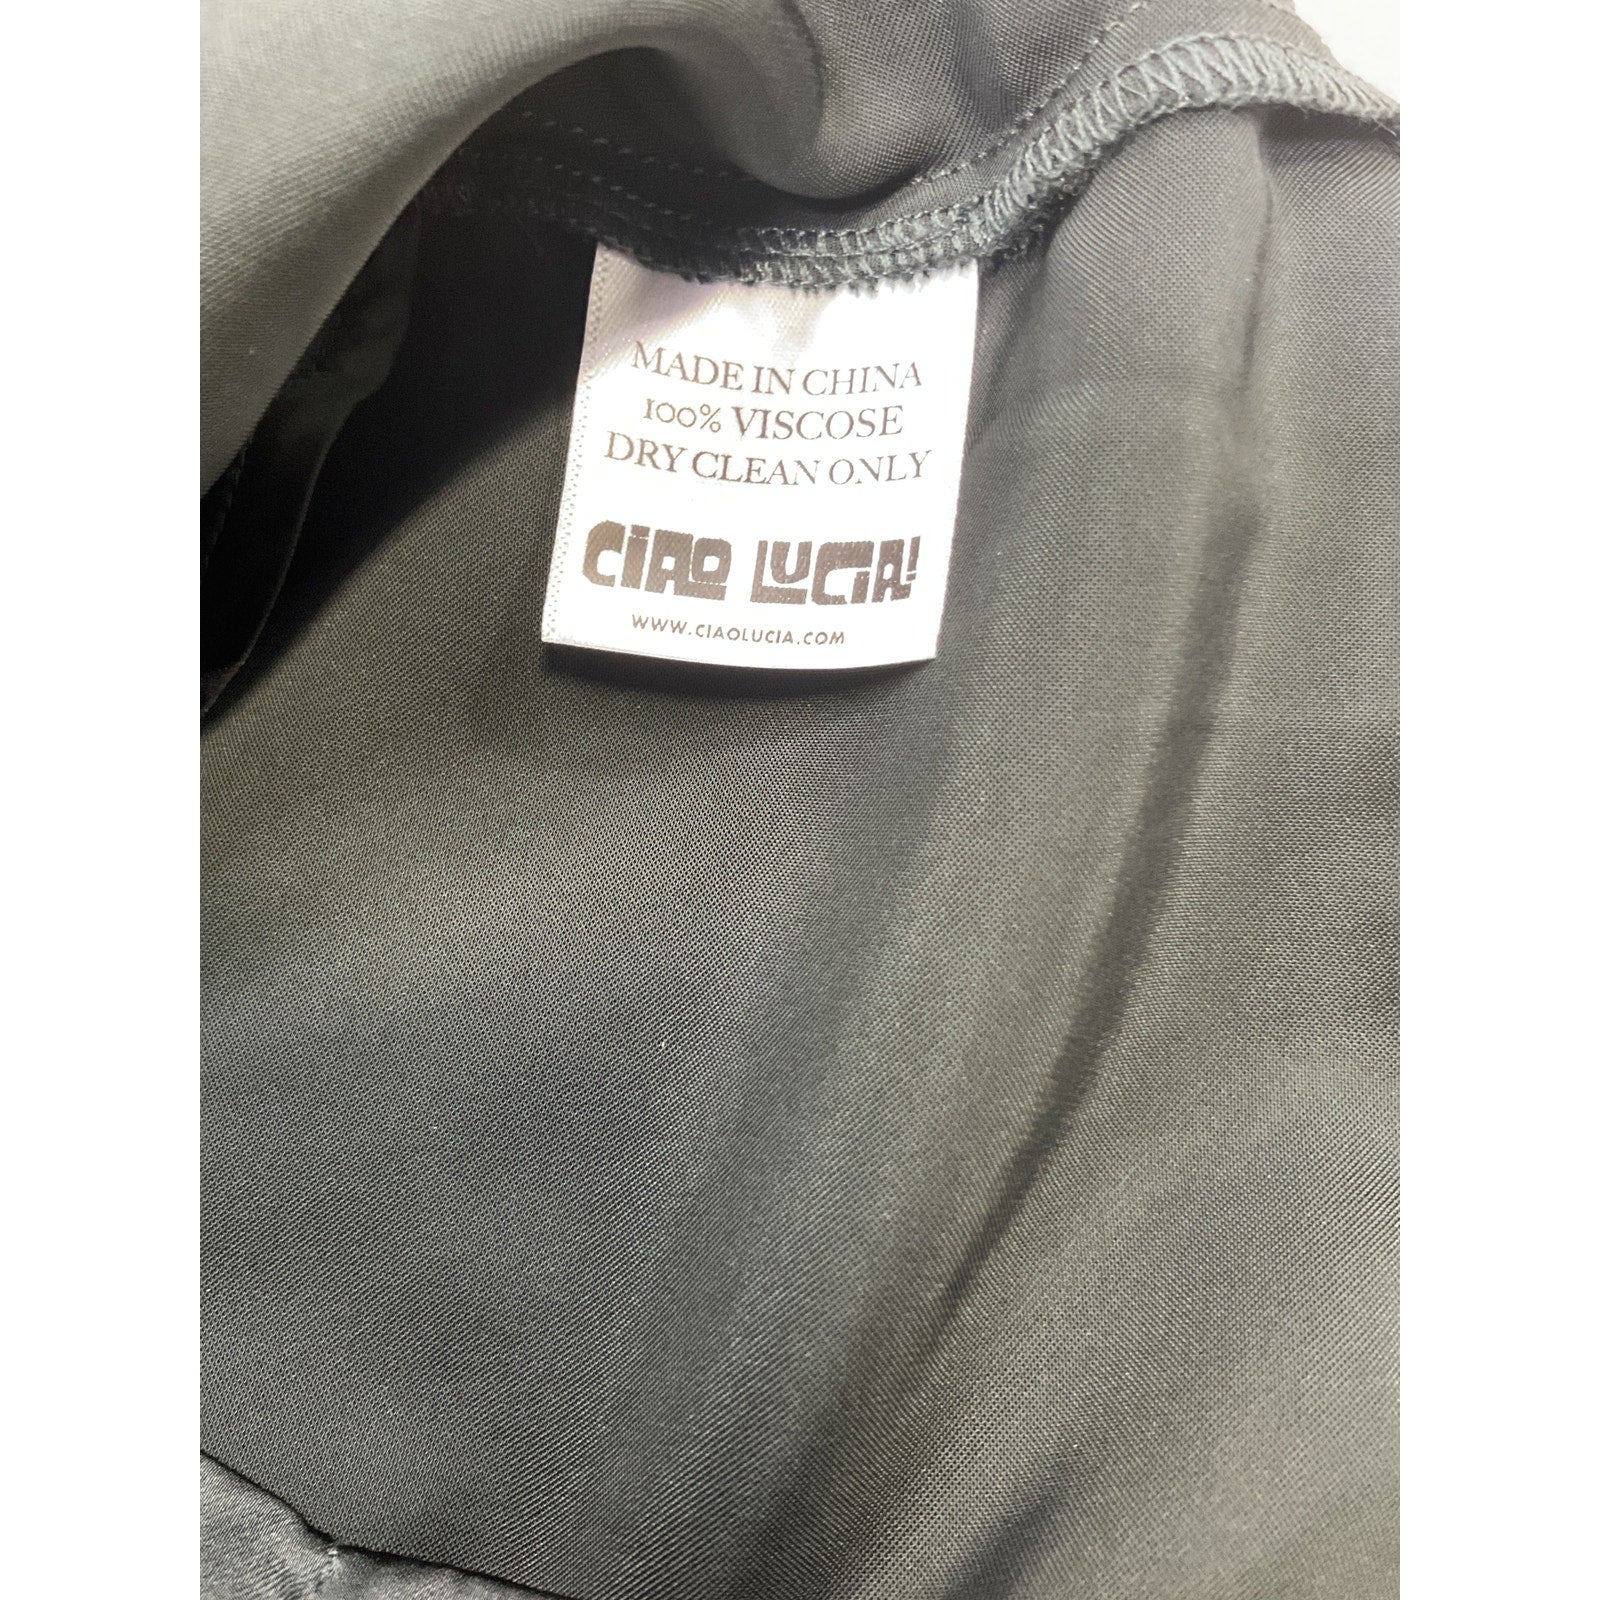 MADE IN CHINA
100% VISCOSE
DRY CLEAN ONLY
CIAO LUCIA!
WWW.CIAOLUCIA.COM